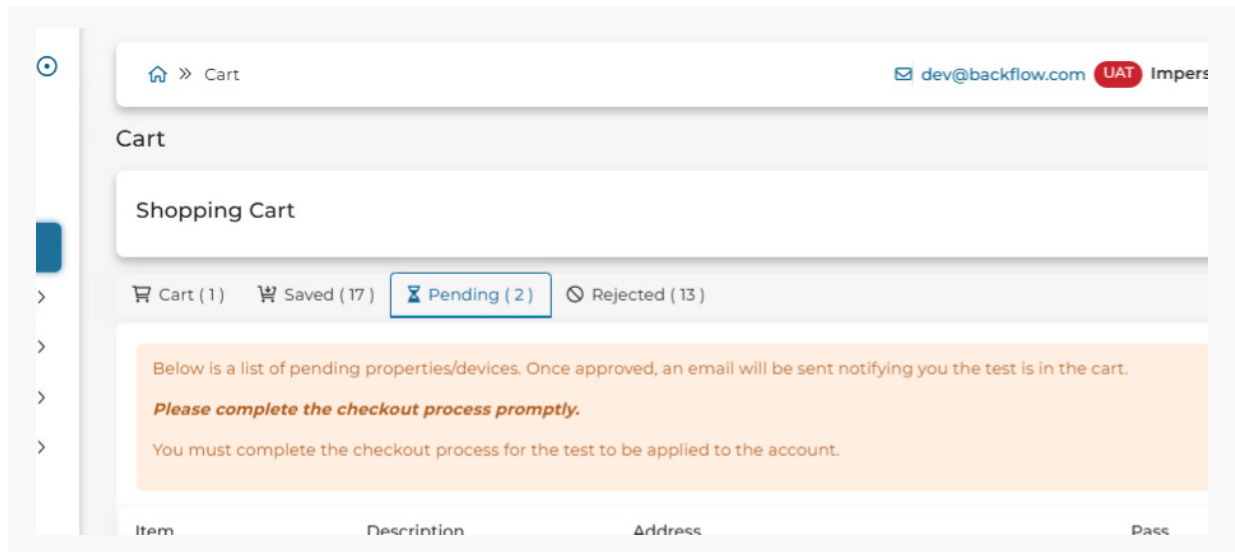 Cart
dev@backflow.com UAT Impers
Cart
Shopping Cart
Cart ( 1 ) Saved ( 17 ) Pending ( 2 ) Rejected ( 13 )
Below is a list of pending properties/devices. Once approved, an email will be sent notifying you the test is in the cart.
Please complete the checkout process promptly.
You must complete the checkout process for the test to be applied to the account.
Item Description Address Pass